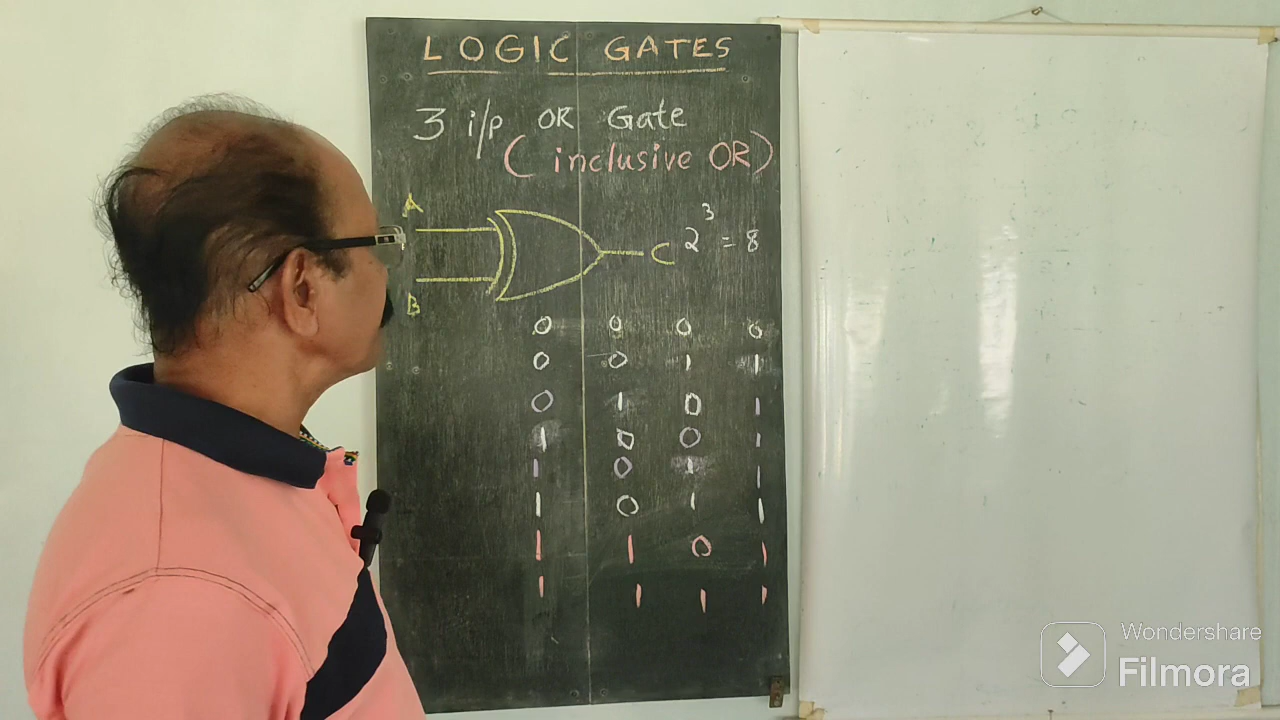 LOGIC GATES
3 i/p OR Gate
(inclusive OR)
A
B
C
2³ = 8
0 0 0 0
0 0 1 1
0 1 0 1
1 0 0 1
1 0 1 1
1 0 1 1
1 1 0 1
1 1 1 1
Wondershare
Filmora